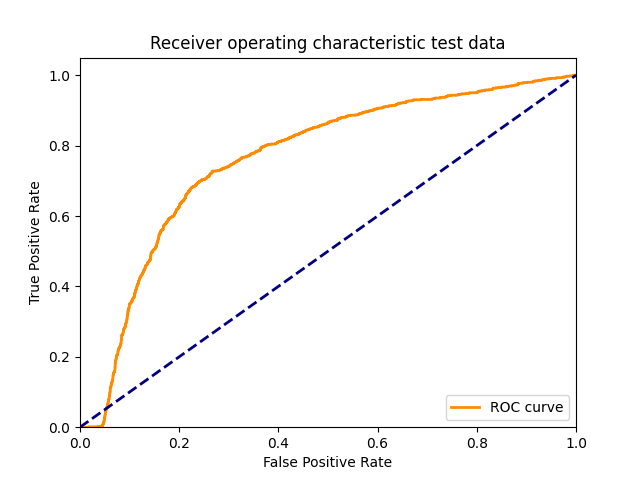 Receiver operating characteristic test data
True Positive Rate
1.0
0.8
0.6
0.4
0.2
0.0
ROC curve
0.0 0.2 0.4 0.6 0.8 1.0
False Positive Rate